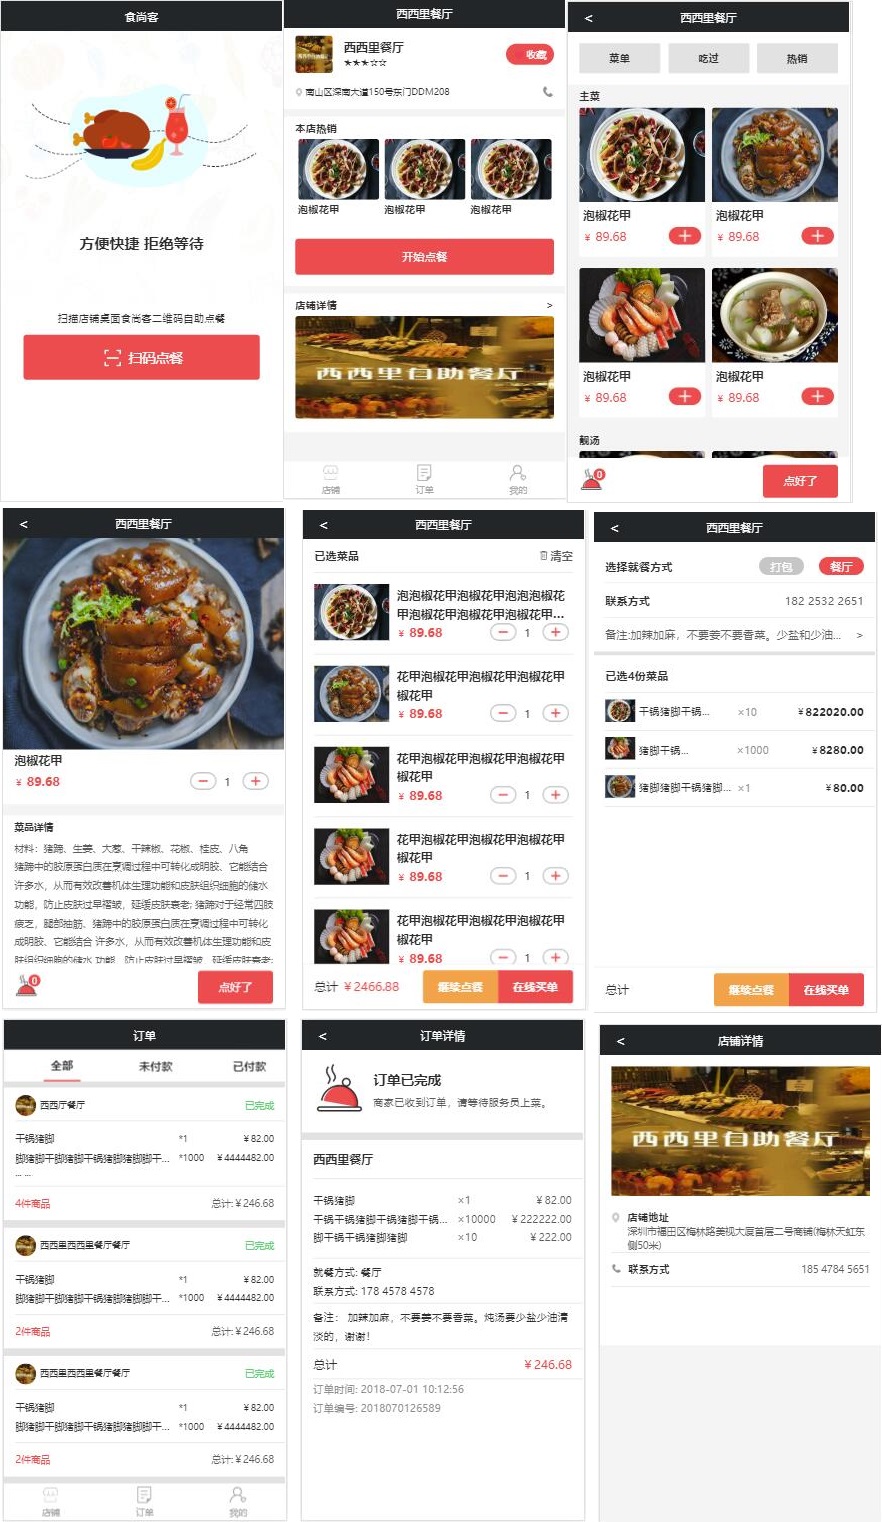 食尚客
方便快捷 拒绝等待
扫描店铺桌面食尚客二维码自助点餐
扫码点餐
西西里餐厅
西西里餐厅
★★★☆☆
收藏
南山区深南大道150号东门DDM208
本店热销
泡椒花甲 泡椒花甲 泡椒花甲
开始点餐
店铺详情 >
西西里自助餐厅
店铺 订单 我的
< 西西里餐厅
菜单 吃过 热销
主菜
泡椒花甲 泡椒花甲
¥ 89.68 ¥ 89.68
泡椒花甲 泡椒花甲
¥ 89.68 ¥ 89.68
靓汤
0 点好了
< 西西里餐厅
泡椒花甲
¥ 89.68 1
菜品详情
材料：猪蹄、生姜、大葱、干辣椒、花椒、桂皮、八角
猪蹄中的胶原蛋白质在烹调过程中可转化成明胶、它能结合
许多水，从而有效改善机体生理功能和皮肤组织细胞的储水
功能，防止皮肤过早褶皱，延缓皮肤衰老; 猪蹄对于经常四肢
疲乏，腿部抽筋、猪蹄中的胶原蛋白质在烹调过程中可转化
成明胶、它能结合 许多水，从而有效改善机体生理功能和皮
肤组织细胞的储水 功能，防止皮肤过早褶皱，延缓皮肤衰老;
0 点好了
< 西西里餐厅
已选菜品 清空
泡泡椒花甲泡椒花甲泡泡泡椒花
甲泡椒花甲泡椒花甲泡椒花甲...
¥ 89.68 1
花甲泡椒花甲泡椒花甲泡椒花甲
椒花甲
¥ 89.68 1
花甲泡椒花甲泡椒花甲泡椒花甲
椒花甲
¥ 89.68 1
花甲泡椒花甲泡椒花甲泡椒花甲
椒花甲
¥ 89.68 1
花甲泡椒花甲泡椒花甲泡椒花甲
椒花甲
¥ 89.68 1
总计 ¥2466.88 继续点餐 在线买单
< 西西里餐厅
选择就餐方式 打包 餐厅
联系方式 182 2532 2651
备注:加辣加麻，不要姜不要香菜。少盐和少油... >
已选4份菜品
干锅猪脚干锅... ×10 ¥822020.00
猪脚干锅... ×1000 ¥8280.00
猪脚猪脚干锅猪脚... ×1 ¥80.00
总计 继续点餐 在线买单
订单
全部 未付款 已付款
西西厅餐厅 已完成
干锅猪脚 *1 ¥82.00
脚猪脚干脚猪脚干锅猪脚猪脚脚干... *1000 ¥4444482.00
... ...
4件商品 总计:¥246.68
西西里西西里餐厅餐厅 已完成
干锅猪脚 *1 ¥82.00
脚猪脚干脚猪脚干锅猪脚猪脚脚干... *1000 ¥4444482.00
2件商品 总计:¥246.68
西西里西西里餐厅餐厅 已完成
干锅猪脚 *1 ¥82.00
脚猪脚干脚猪脚干锅猪脚猪脚脚干... *1000 ¥4444482.00
2件商品 总计:¥246.68
店铺 订单 我的
< 订单详情
订单已完成
商家已收到订单，请等待服务员上菜。
西西里餐厅
干锅猪脚 ×1 ¥82.00
干锅干锅猪脚干锅猪脚干锅... ×10000 ¥222222.00
脚干锅干锅猪脚猪脚 ×10 ¥222.00
就餐方式: 餐厅
联系方式: 178 4578 4578
备注： 加辣加麻，不要姜不要香菜。炖汤要少盐少油清
淡的，谢谢！
总计 ¥246.68
订单时间: 2018-07-01 10:12:56
订单编号: 2018070126589
< 店铺详情
西西里自助餐厅
店铺地址
深圳市福田区梅林路美视大厦首层二号商铺(梅林天虹东
侧50米)
联系方式 185 4784 5651